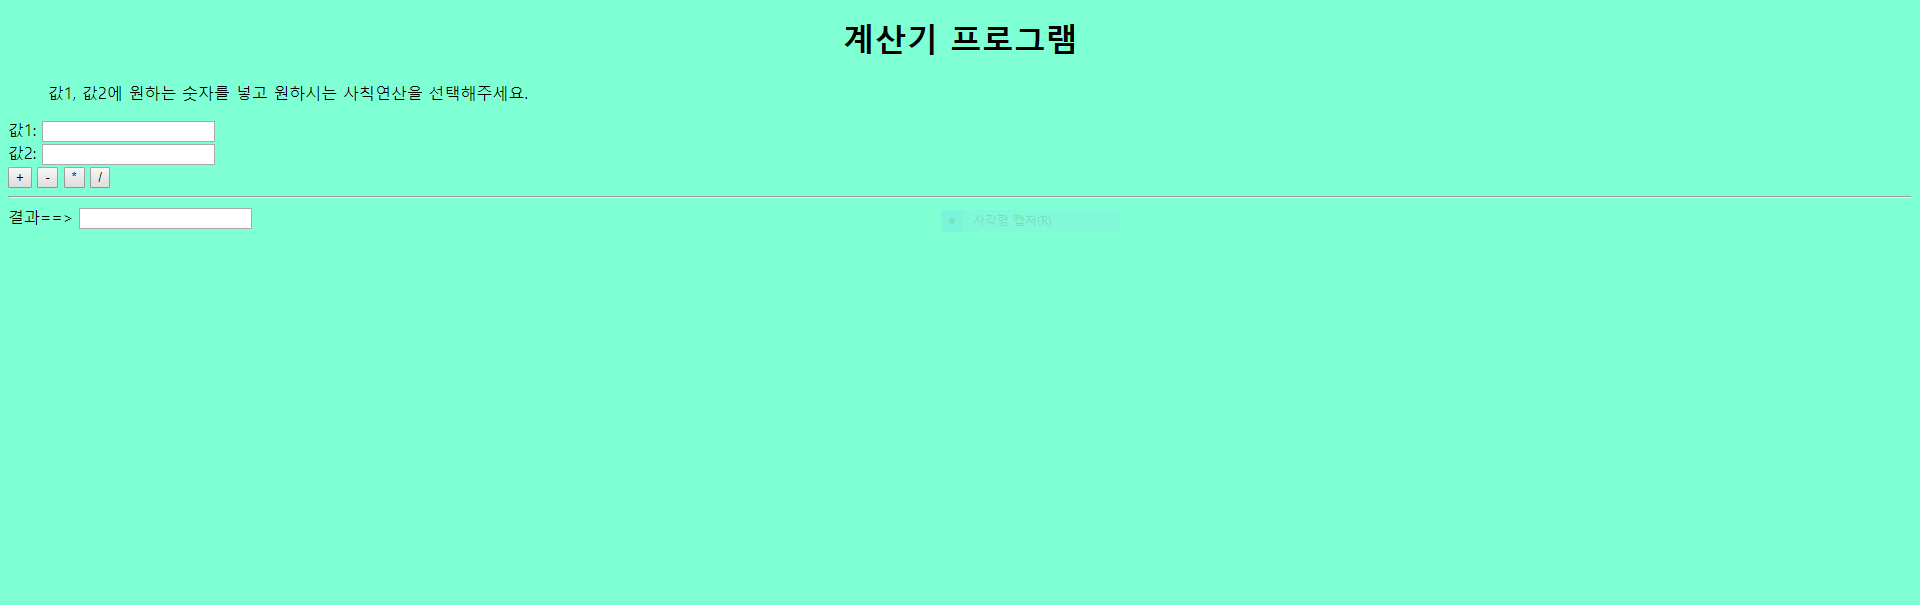 계산기 프로그램
값1, 값2에 원하는 숫자를 넣고 원하시는 사칙연산을 선택해주세요.
값1:
값2:
+ - * /
결과==>
사각형 캡처(R)